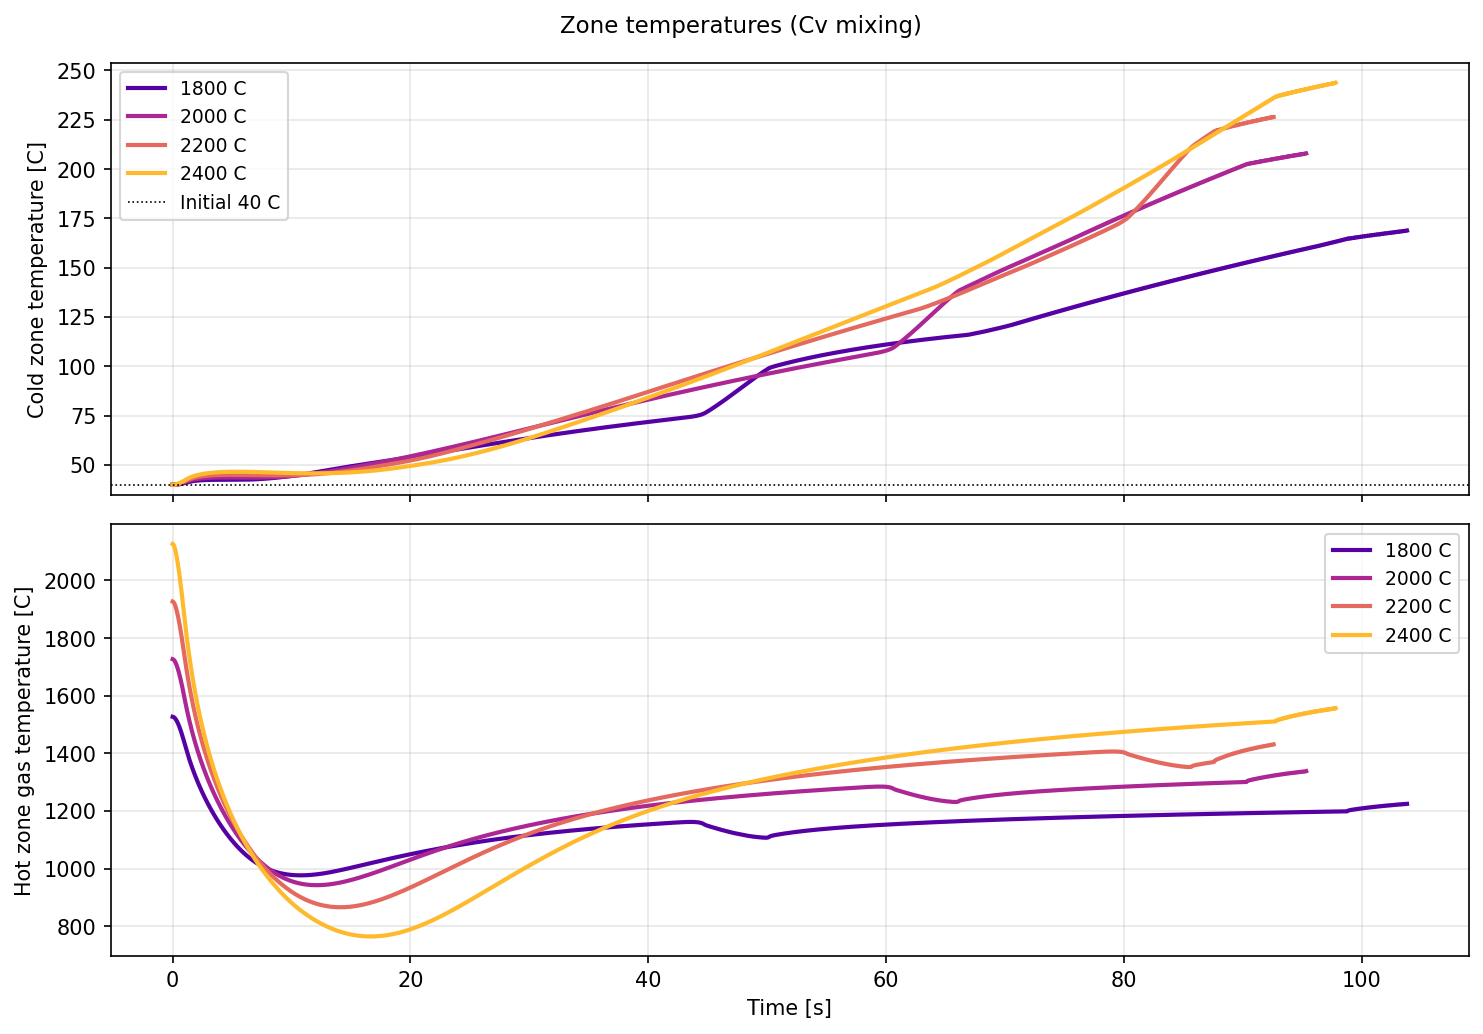 Zone temperatures (Cv mixing)
Cold zone temperature [C]
250
225
200
175
150
125
100
75
50
1800 C
2000 C
2200 C
2400 C
Initial 40 C
Hot zone gas temperature [C]
2000
1800
1600
1400
1200
1000
800
1800 C
2000 C
2200 C
2400 C
0
20
40
60
80
100
Time [s]